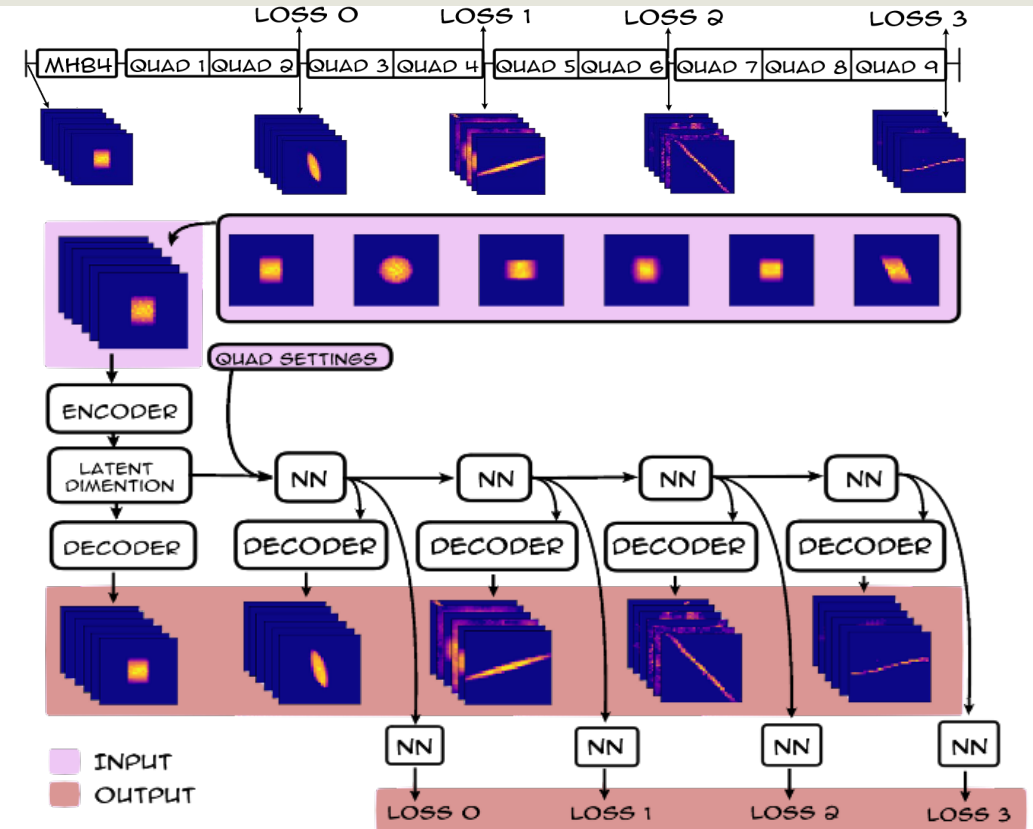 LOSS 0 LOSS 1 LOSS 2 LOSS 3
MHB4 QUAD 1 QUAD 2 QUAD 3 QUAD 4 QUAD 5 QUAD 6 QUAD 7 QUAD 8 QUAD 9
QUAD SETTINGS
ENCODER
LATENT
DIMENTION
NN NN NN NN
DECODER DECODER DECODER DECODER DECODER
NN NN NN NN
INPUT
OUTPUT
LOSS 0 LOSS 1 LOSS 2 LOSS 3